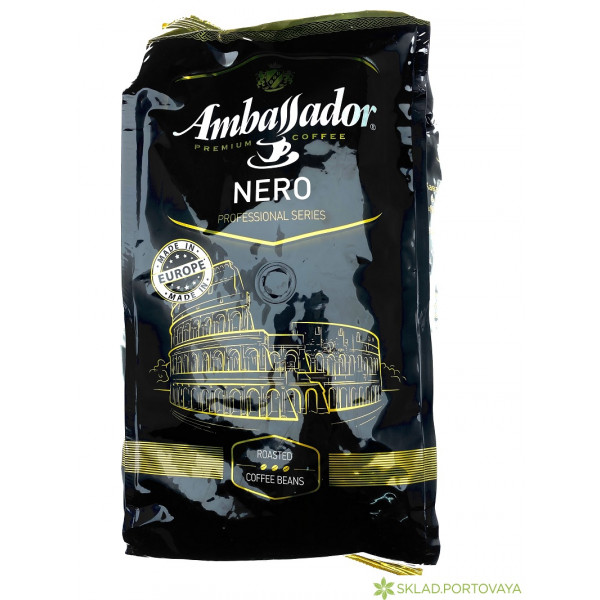 Ambassador®
PREMIUM COFFEE
NERO
PROFESSIONAL SERIES
MADE IN
EUROPE
MADE IN
ROASTED
COFFEE BEANS
SKLAD.PORTOVAYA